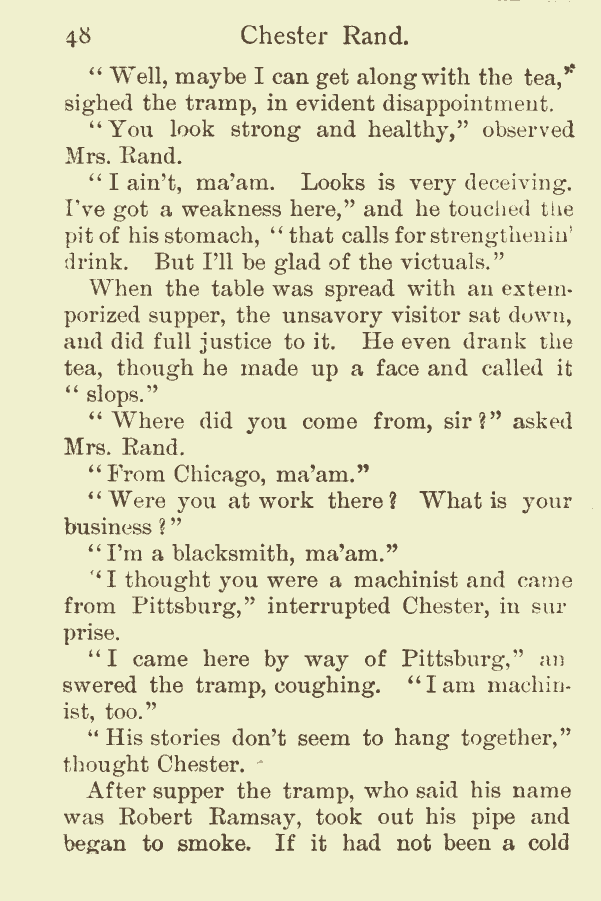 48 Chester Rand.
“ Well, maybe I can get along with the tea,”
sighed the tramp, in evident disappointment.
“ You look strong and healthy,” observed
Mrs. Rand.
“ I ain’t, ma’am. Looks is very deceiving.
I’ve got a weakness here,” and he touched the
pit of his stomach, “ that calls for strengthenin’
drink. But I’ll be glad of the victuals.”
When the table was spread with an extem-
porized supper, the unsavory visitor sat down,
and did full justice to it. He even drank the
tea, though he made up a face and called it
“ slops.”
“ Where did you come from, sir ?” asked
Mrs. Rand.
“ From Chicago, ma’am.”
“ Were you at work there ? What is your
business ?”
“ I’m a blacksmith, ma’am.”
“ I thought you were a machinist and came
from Pittsburg,” interrupted Chester, in sur
prise.
“ I came here by way of Pittsburg,” an
swered the tramp, coughing. “ I am machin-
ist, too.”
“ His stories don’t seem to hang together,”
thought Chester.
After supper the tramp, who said his name
was Robert Ramsay, took out his pipe and
began to smoke. If it had not been a cold